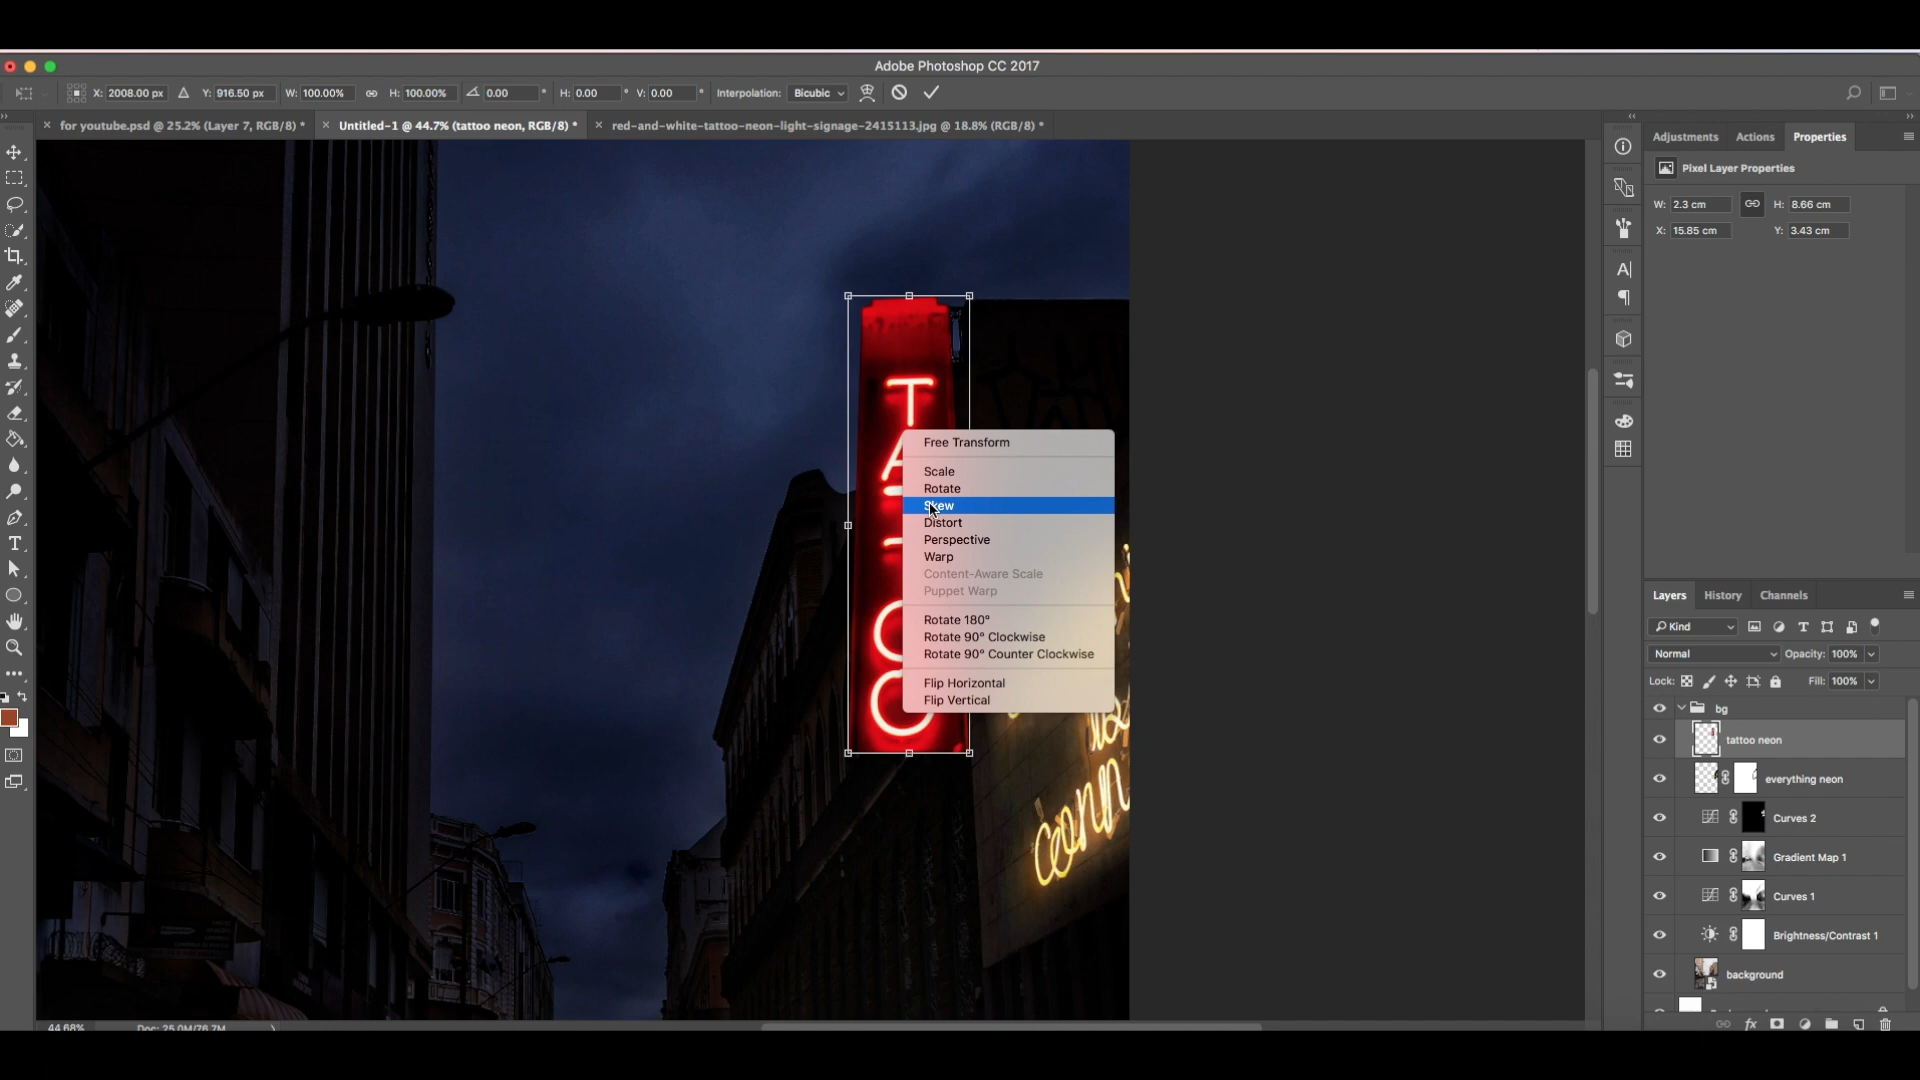 Adobe Photoshop CC 2017
X: 2008.00 px Y: 916.50 px W: 100.00% H: 100.00% 0.00 ° H: 0.00 ° V: 0.00 ° Interpolation: Bicubic
× for youtube.psd @ 25.2% (Layer 7, RGB/8) * × Untitled-1 @ 44.7% (tattoo neon, RGB/8) * × red-and-white-tattoo-neon-light-signage-2415113.jpg @ 18.8% (RGB/8) *
Adjustments Actions Properties
Pixel Layer Properties
W: 2.3 cm H: 8.66 cm
X: 15.85 cm Y: 3.43 cm
T
A
O
Free Transform
Scale
Rotate
Skew
Distort
Perspective
Warp
Content-Aware Scale
Puppet Warp
Rotate 180°
Rotate 90° Clockwise
Rotate 90° Counter Clockwise
Flip Horizontal
Flip Vertical
Layers History Channels
Kind
Normal Opacity: 100%
Lock: Fill: 100%
bg
tattoo neon
everything neon
Curves 2
Gradient Map 1
Curves 1
Brightness/Contrast 1
background
44.68% Doc: 25.0M/76.7M